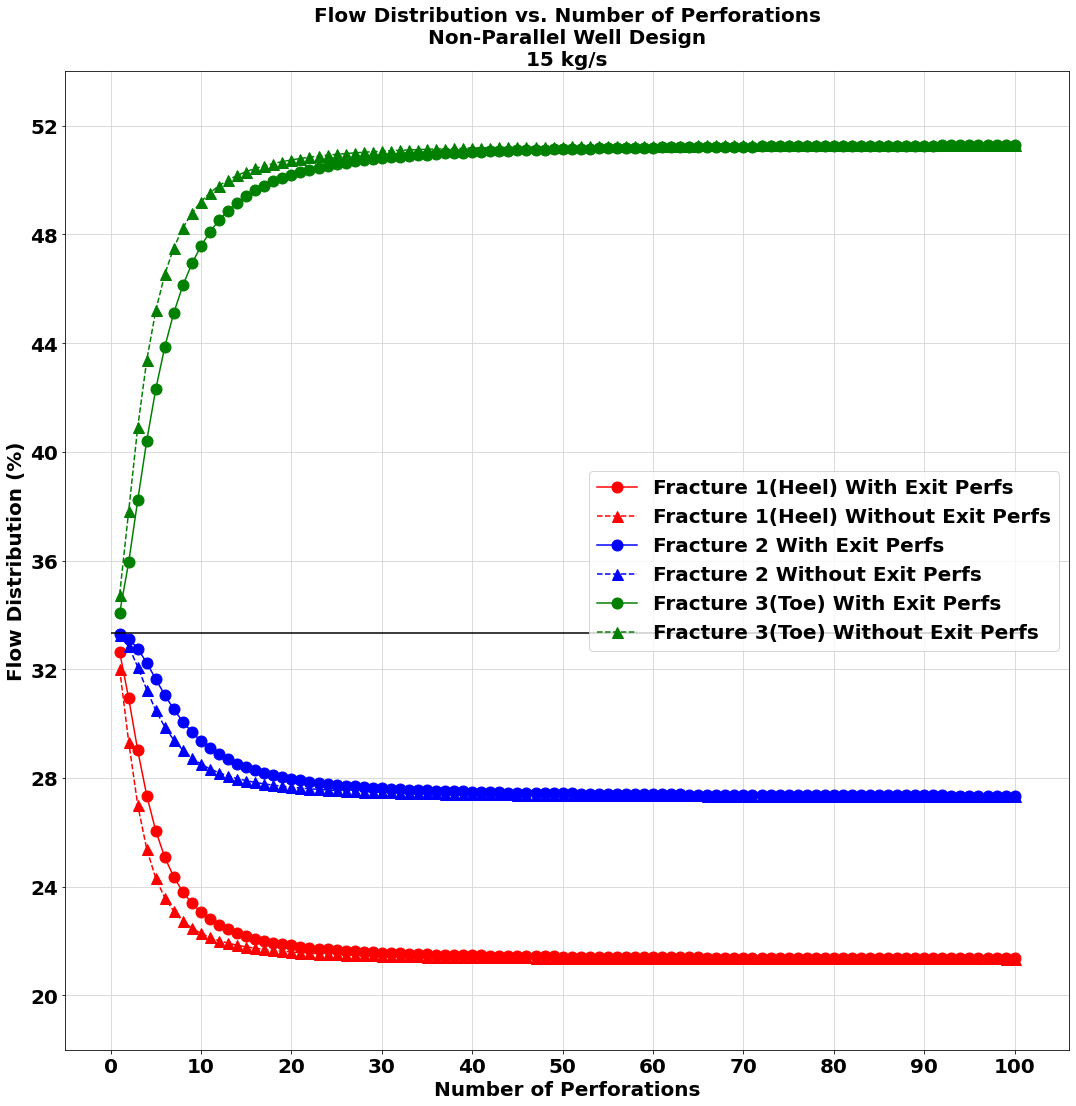 Flow Distribution vs. Number of Perforations
Non-Parallel Well Design
15 kg/s
52
48
44
40
36
32
28
24
20
Flow Distribution (%)
Fracture 1(Heel) With Exit Perfs
Fracture 1(Heel) Without Exit Perfs
Fracture 2 With Exit Perfs
Fracture 2 Without Exit Perfs
Fracture 3(Toe) With Exit Perfs
Fracture 3(Toe) Without Exit Perfs
0 10 20 30 40 50 60 70 80 90 100
Number of Perforations